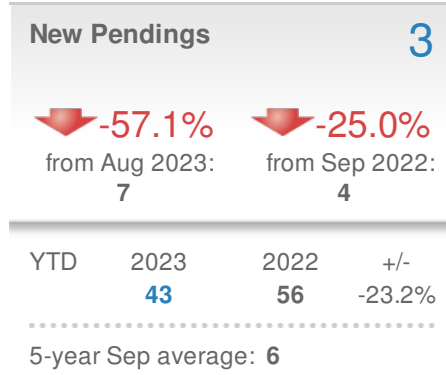 New Pendings 3
-57.1% -25.0%
from Aug 2023: from Sep 2022:
7 4
YTD 2023 2022 +/-
43 56 -23.2%
5-year Sep average: 6